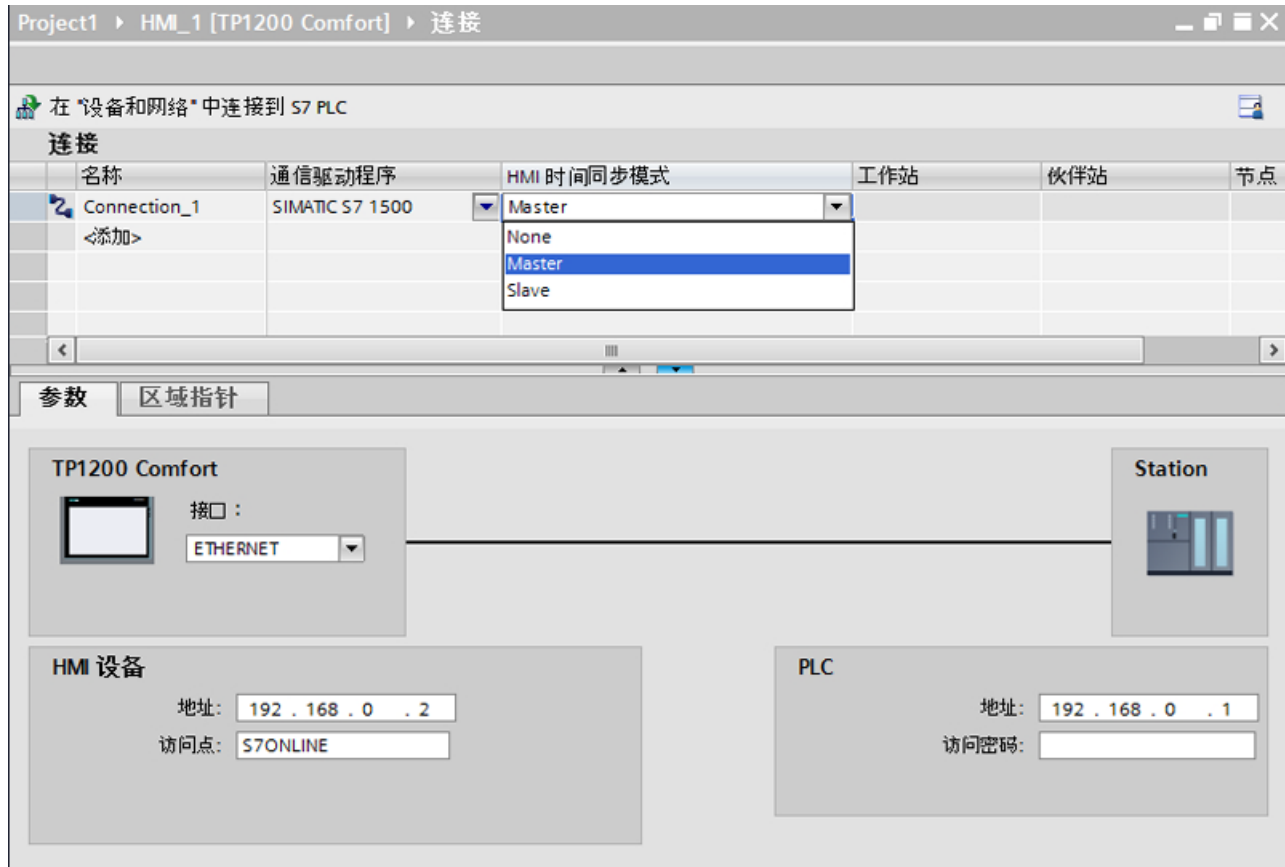 Project1 ▸ HMI_1 [TP1200 Comfort] ▸ 连接
在 "设备和网络" 中连接到 S7 PLC
连接
名称 通信驱动程序 HMI 时间同步模式 工作站 伙伴站 节点
Connection_1 SIMATIC S7 1500 Master
<添加> None
Master
Slave
参数 区域指针
TP1200 Comfort Station
接口：
ETHERNET
HMI 设备 PLC
地址: 192 . 168 . 0 . 2 地址: 192 . 168 . 0 . 1
访问点: S7ONLINE 访问密码: